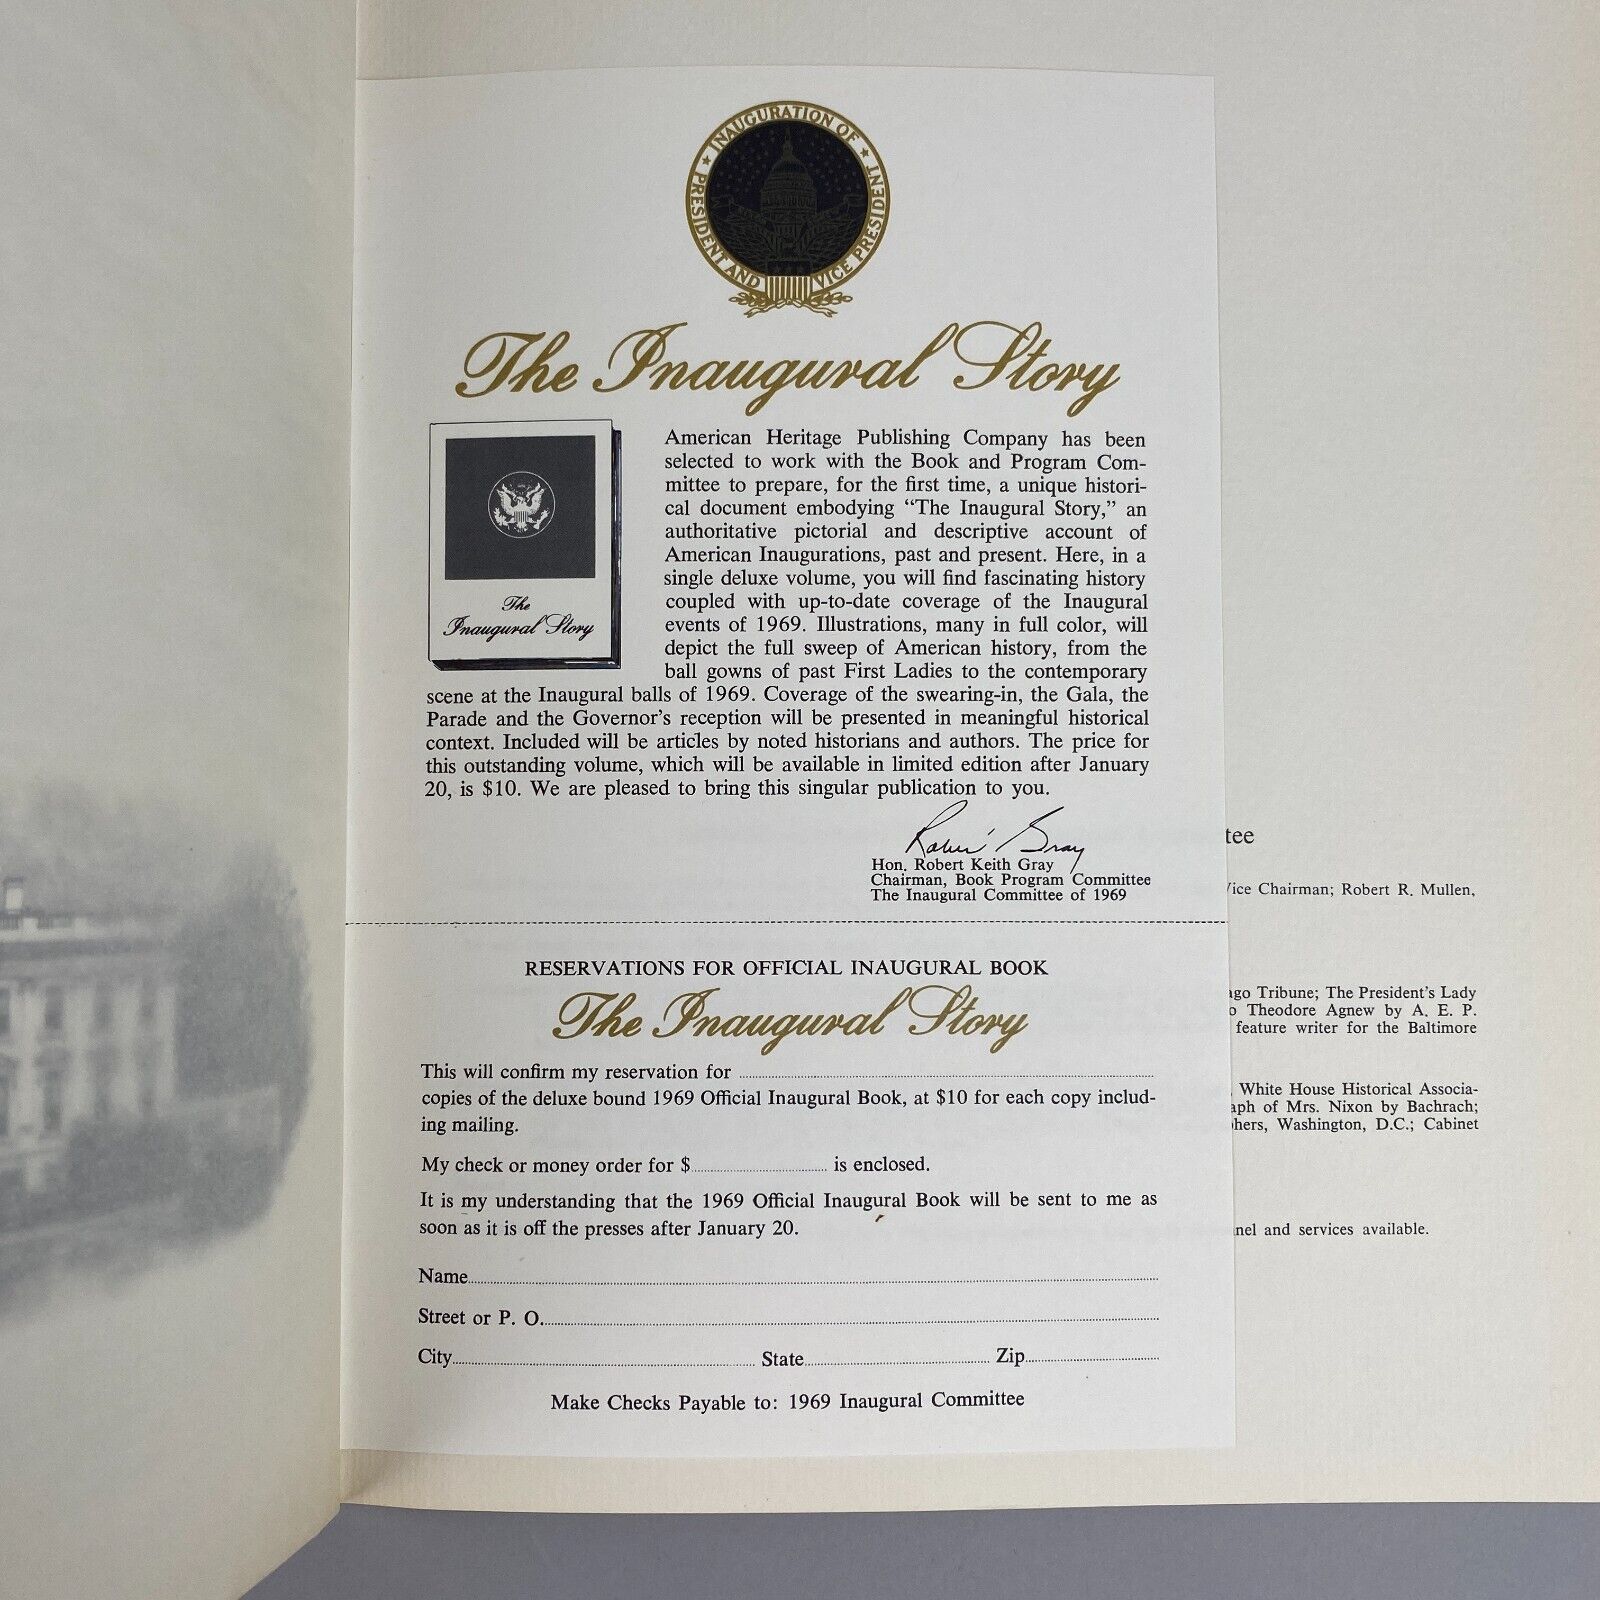 ★ INAUGURATION OF ★
PRESIDENT AND VICE PRESIDENT
The Inaugural Story
The
Inaugural Story
American Heritage Publishing Company has been
selected to work with the Book and Program Com-
mittee to prepare, for the first time, a unique histori-
cal document embodying “The Inaugural Story,” an
authoritative pictorial and descriptive account of
American Inaugurations, past and present. Here, in a
single deluxe volume, you will find fascinating history
coupled with up-to-date coverage of the Inaugural
events of 1969. Illustrations, many in full color, will
depict the full sweep of American history, from the
ball gowns of past First Ladies to the contemporary
scene at the Inaugural balls of 1969. Coverage of the swearing-in, the Gala, the
Parade and the Governor’s reception will be presented in meaningful historical
context. Included will be articles by noted historians and authors. The price for
this outstanding volume, which will be available in limited edition after January
20, is $10. We are pleased to bring this singular publication to you.
Robert Gray
Hon. Robert Keith Gray
Chairman, Book Program Committee
The Inaugural Committee of 1969
RESERVATIONS FOR OFFICIAL INAUGURAL BOOK
The Inaugural Story
This will confirm my reservation for
copies of the deluxe bound 1969 Official Inaugural Book, at $10 for each copy includ-
ing mailing.
My check or money order for $ is enclosed.
It is my understanding that the 1969 Official Inaugural Book will be sent to me as
soon as it is off the presses after January 20.
Name
Street or P. O.
City State Zip
Make Checks Payable to: 1969 Inaugural Committee
tee
Vice Chairman; Robert R. Mullen,
ago Tribune; The President’s Lady
o Theodore Agnew by A. E. P.
feature writer for the Baltimore
White House Historical Associa-
aph of Mrs. Nixon by Bachrach;
hers, Washington, D.C.; Cabinet
nel and services available.